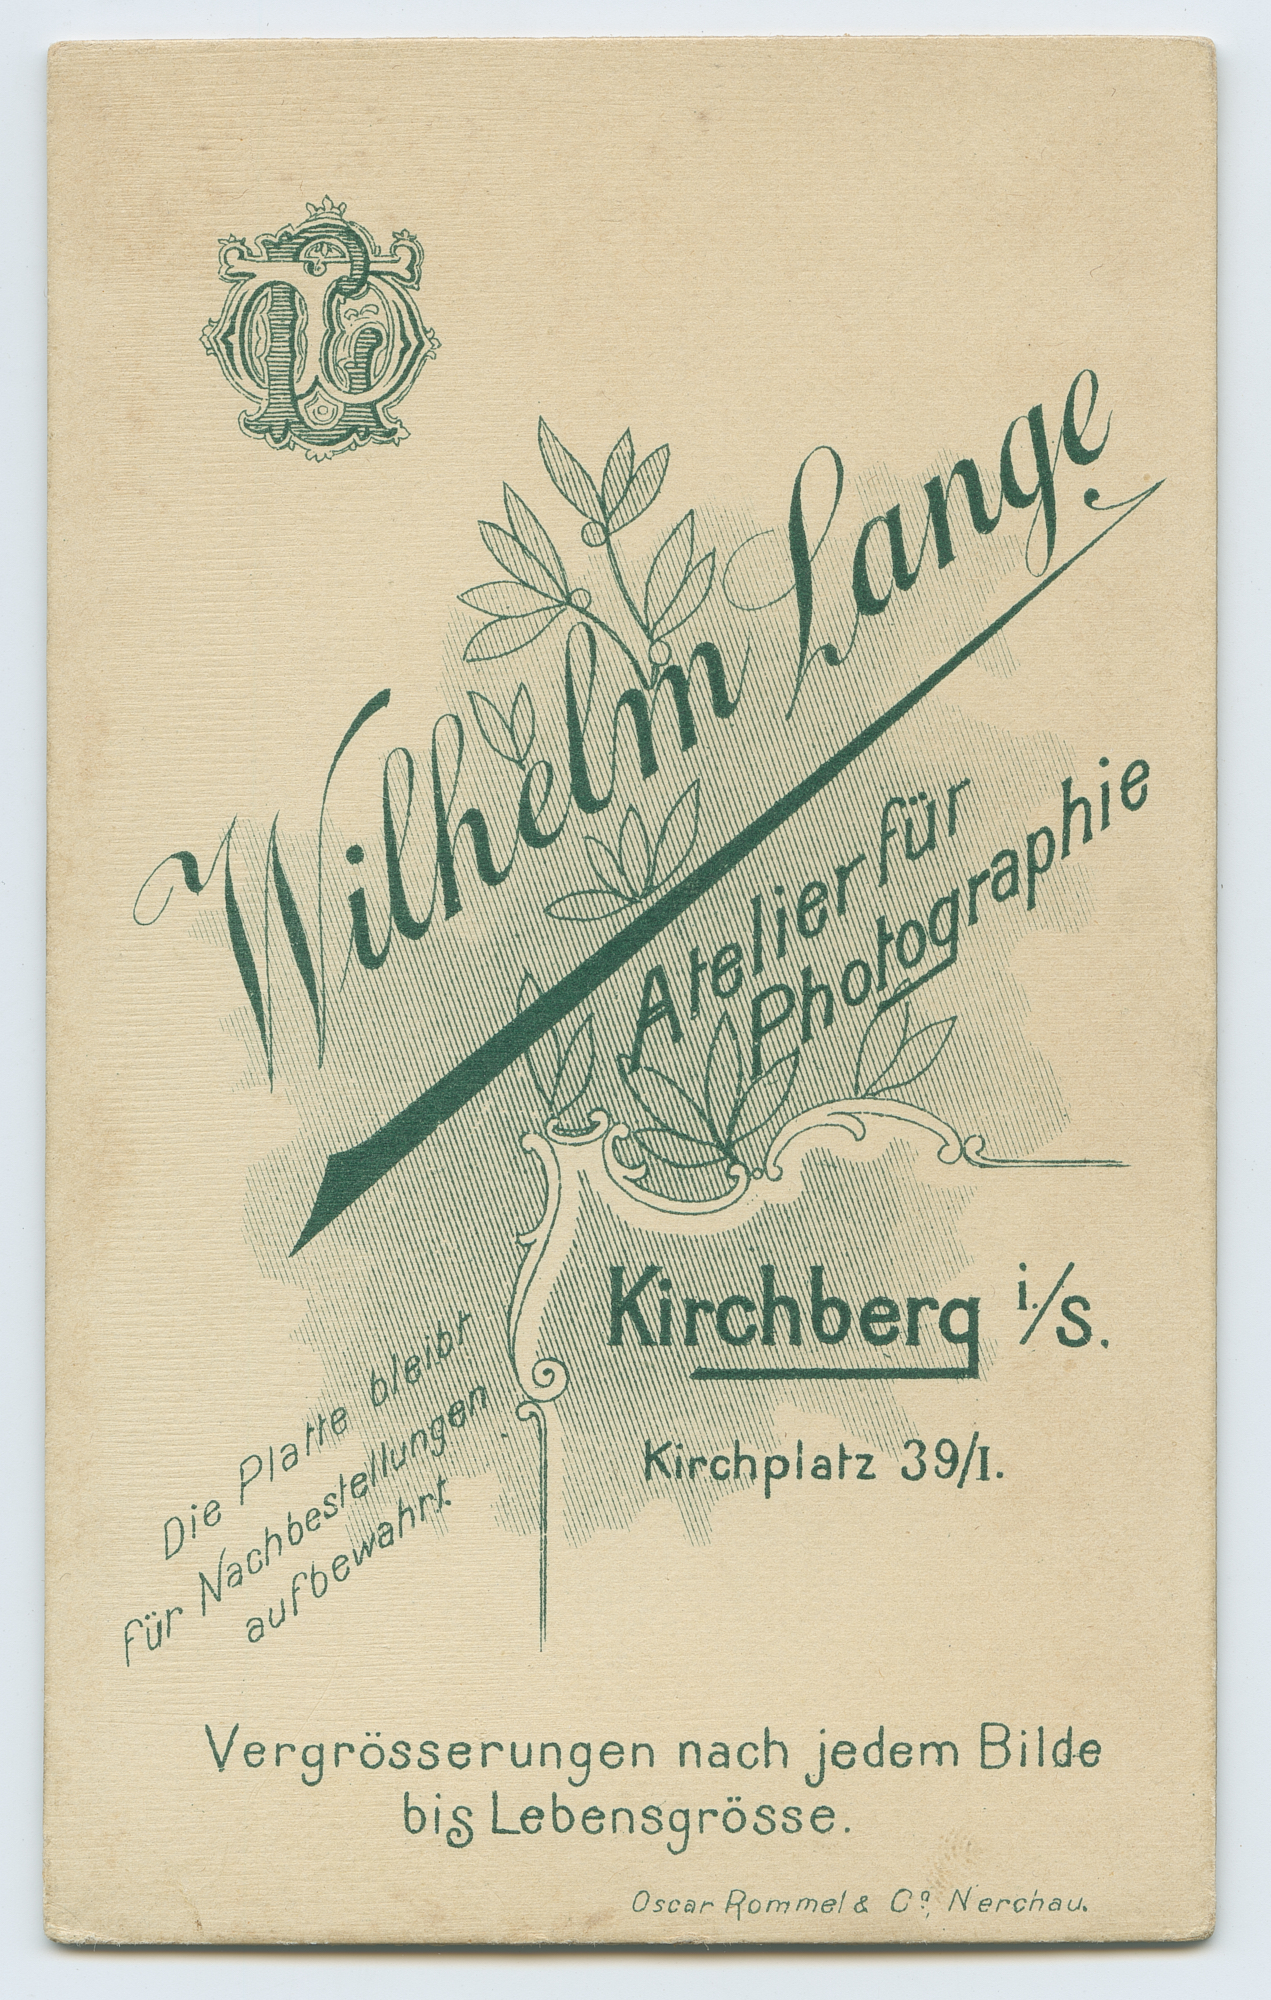 Wilhelm Lange
Atelier für
Photographie
Kirchberg i./S.
Kirchplatz 39/I.
Die Platte bleibt
für Nachbestellungen
aufbewahrt.
Vergrösserungen nach jedem Bilde
bis Lebensgrösse.
Oscar Rommel & Co., Nerchau.